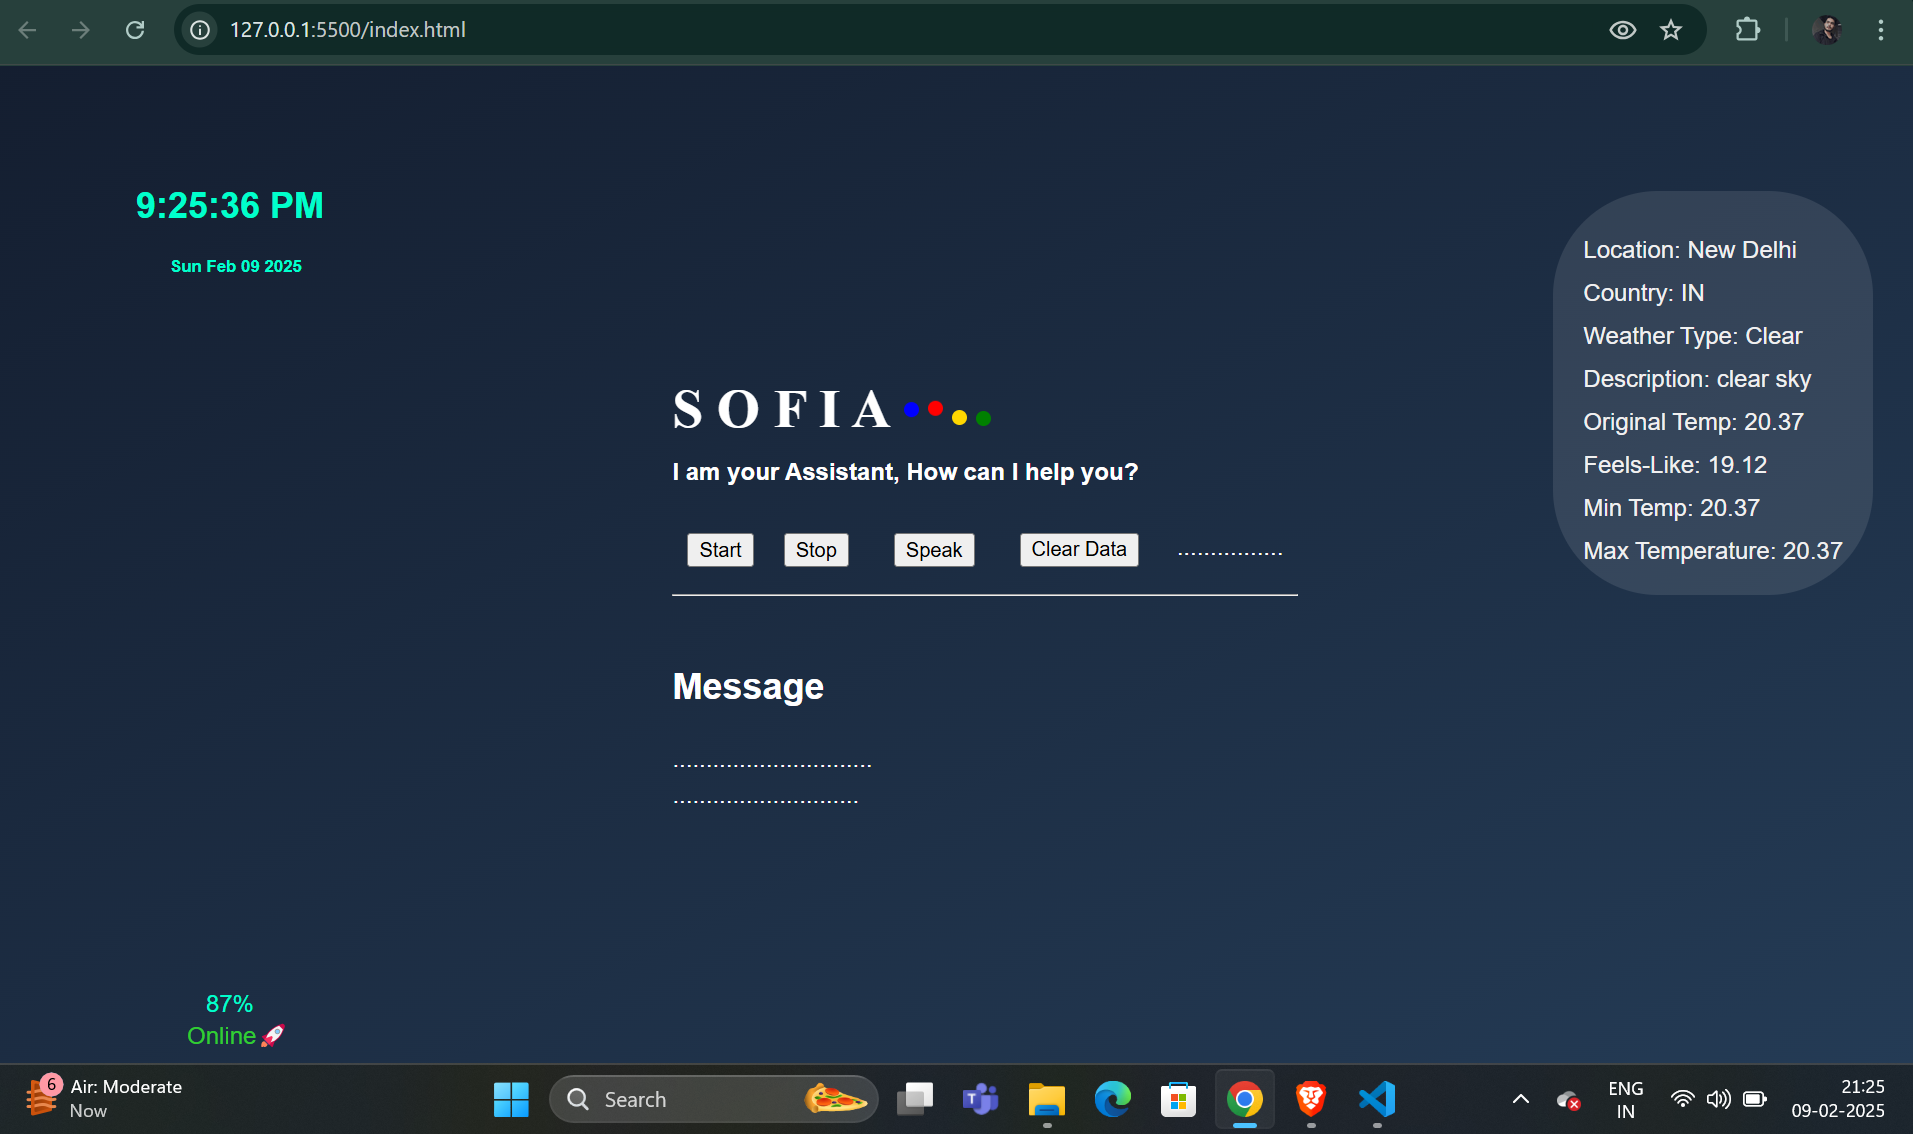 127.0.0.1:5500/index.html
9:25:36 PM
Sun Feb 09 2025
Location: New Delhi
Country: IN
Weather Type: Clear
Description: clear sky
Original Temp: 20.37
Feels-Like: 19.12
Min Temp: 20.37
Max Temperature: 20.37
S O F I A
I am your Assistant, How can I help you?
Start Stop Speak Clear Data ................
Message
..............................
............................
87%
Online 🚀
6
Air: Moderate
Now
Search
T
ENG
IN
21:25
09-02-2025